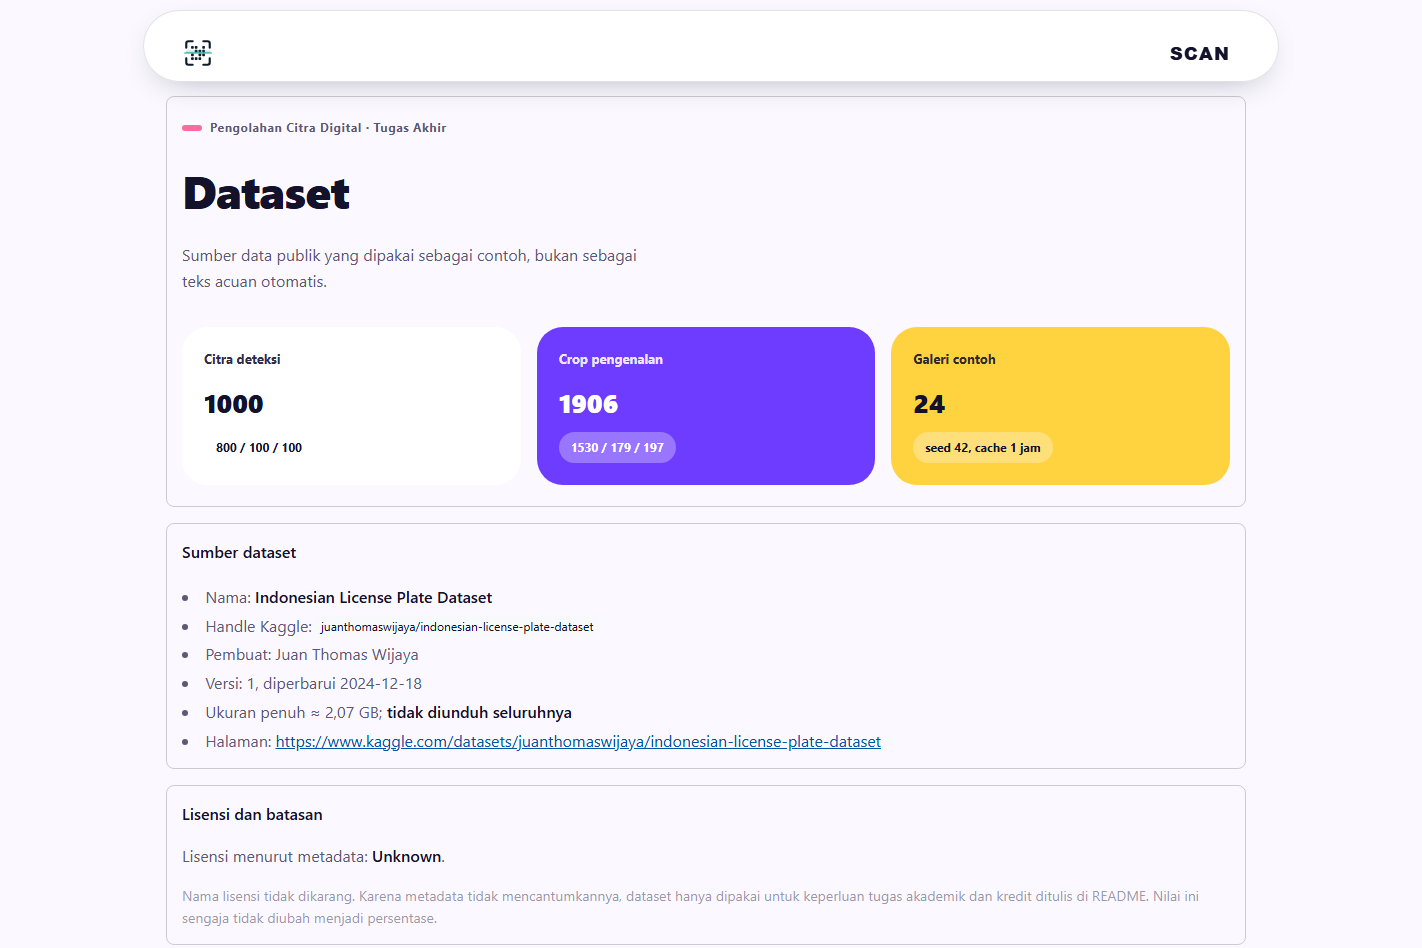 SCAN
Pengolahan Citra Digital · Tugas Akhir
Dataset
Sumber data publik yang dipakai sebagai contoh, bukan sebagai
teks acuan otomatis.
Citra deteksi
1000
800 / 100 / 100
Crop pengenalan
1906
1530 / 179 / 197
Galeri contoh
24
seed 42, cache 1 jam
Sumber dataset
Nama: Indonesian License Plate Dataset
Handle Kaggle: juanthomaswijaya/indonesian-license-plate-dataset
Pembuat: Juan Thomas Wijaya
Versi: 1, diperbarui 2024-12-18
Ukuran penuh ≈ 2,07 GB; tidak diunduh seluruhnya
Halaman: https://www.kaggle.com/datasets/juanthomaswijaya/indonesian-license-plate-dataset
Lisensi dan batasan
Lisensi menurut metadata: Unknown.
Nama lisensi tidak dikarang. Karena metadata tidak mencantumkannya, dataset hanya dipakai untuk keperluan tugas akademik dan kredit ditulis di README. Nilai ini
sengaja tidak diubah menjadi persentase.